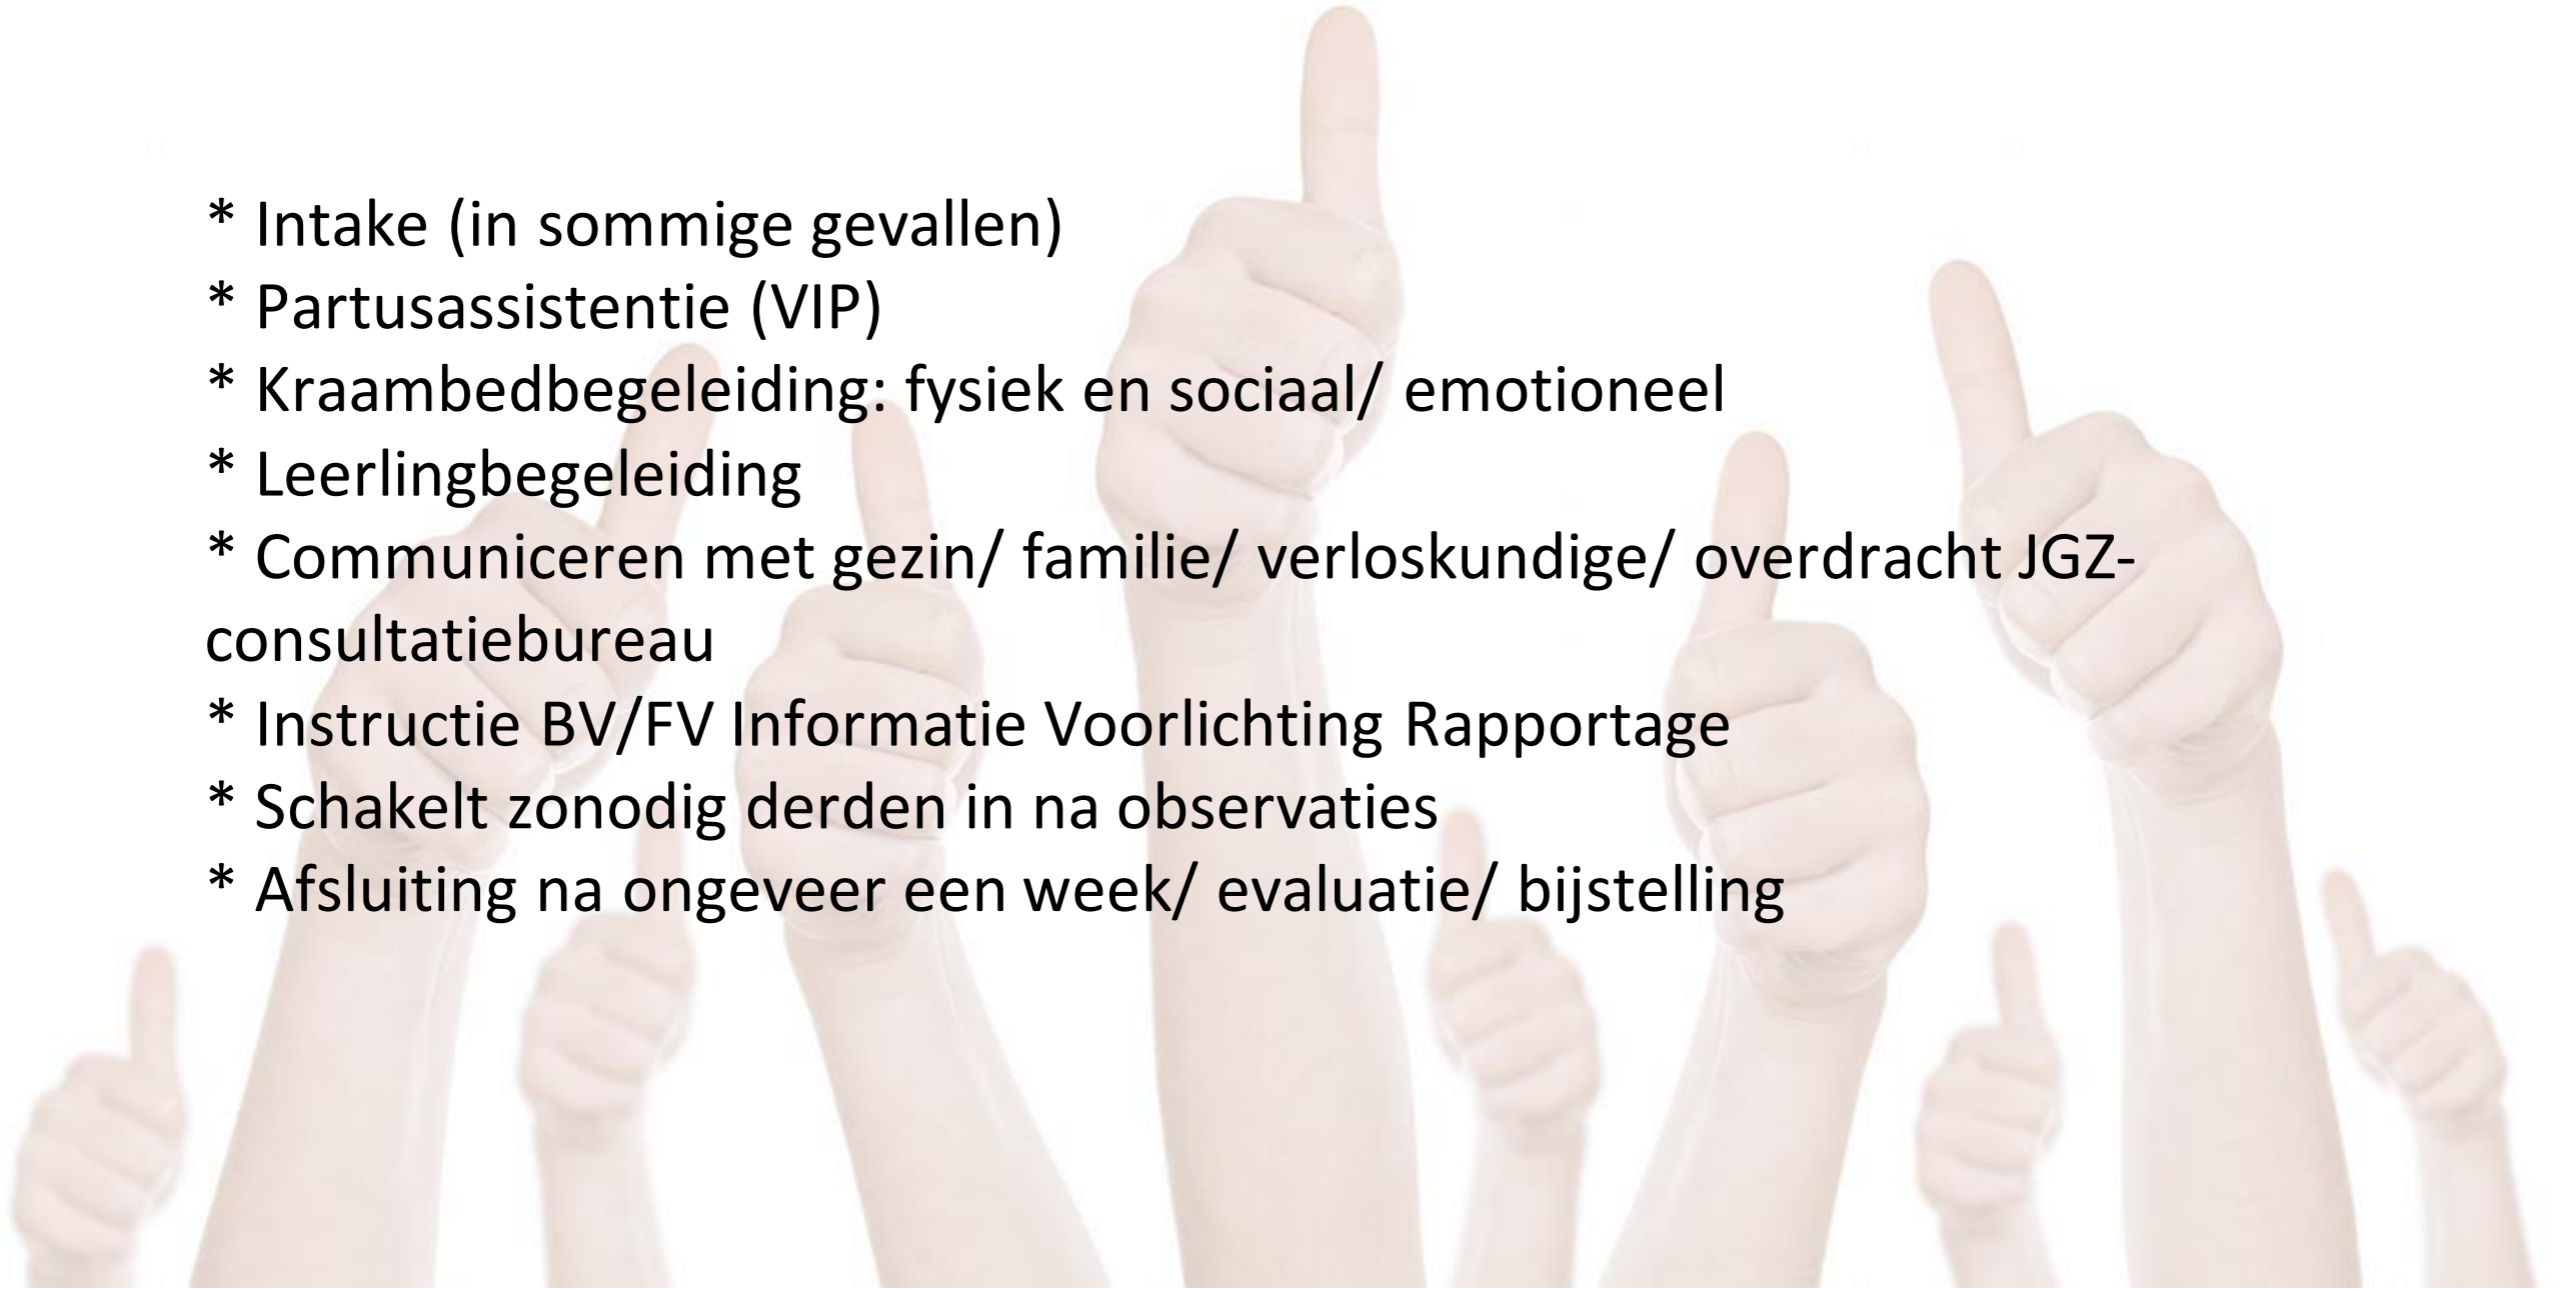 * Intake (in sommige gevallen)
* Partusassistentie (VIP)
* Kraambedbegeleiding: fysiek en sociaal/ emotioneel
* Leerlingbegeleiding
* Communiceren met gezin/ familie/ verloskundige/ overdracht JGZ-
consultatiebureau
* Instructie BV/FV Informatie Voorlichting Rapportage
* Schakelt zonodig derden in na observaties
* Afsluiting na ongeveer een week/ evaluatie/ bijstelling